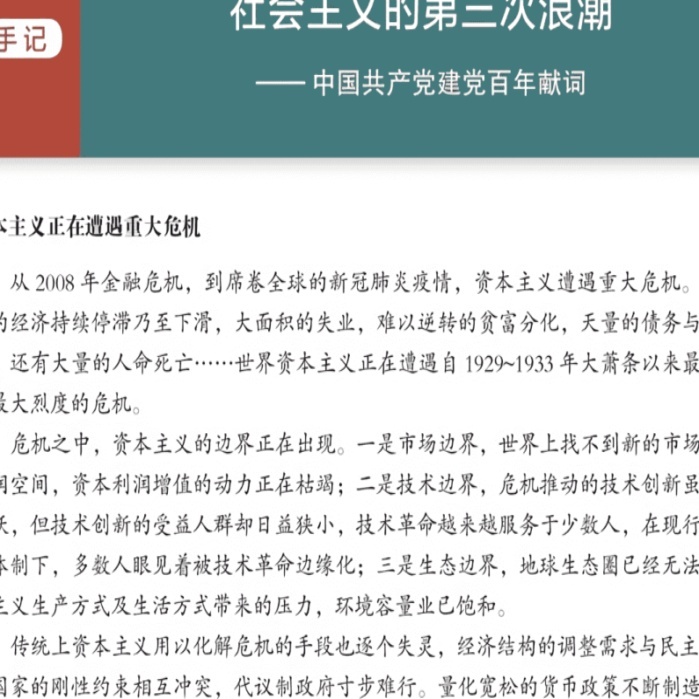 社会主义的第三次浪潮
手记
—— 中国共产党建党百年献词
本主义正在遭遇重大危机
从 2008 年金融危机，到席卷全球的新冠肺炎疫情，资本主义遭遇重大危机。
的经济持续停滞乃至下滑，大面积的失业，难以逆转的贫富分化，天量的债务与
还有大量的人命死亡……世界资本主义正在遭遇自 1929~1933 年大萧条以来最
最大烈度的危机。
危机之中，资本主义的边界正在出现。一是市场边界，世界上找不到新的市场
间空间，资本利润增值的动力正在枯竭；二是技术边界，危机推动的技术创新虽
跃，但技术创新的受益人群却日益狭小，技术革命越来越服务于少数人，在现行
体制下，多数人眼见着被技术革命边缘化；三是生态边界，地球生态圈已经无法
主义生产方式及生活方式带来的压力，环境容量业已饱和。
传统上资本主义用以化解危机的手段也逐个失灵，经济结构的调整需求与民主
国家的刚性约束相互冲突，代议制政府寸步难行。量化宽松的货币政策不断制造